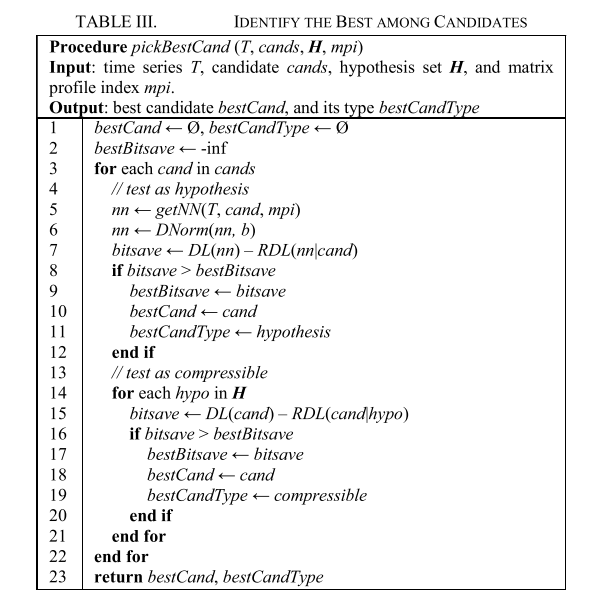 TABLE III. IDENTIFY THE BEST AMONG CANDIDATES
Procedure pickBestCand (T, cands, H, mpi)
Input: time series T, candidate cands, hypothesis set H, and matrix
profile index mpi.
Output: best candidate bestCand, and its type bestCandType
1 bestCand ← Ø, bestCandType ← Ø
2 bestBitsave ← -inf
3 for each cand in cands
4 // test as hypothesis
5 nn ← getNN(T, cand, mpi)
6 nn ← DNorm(nn, b)
7 bitsave ← DL(nn) – RDL(nn|cand)
8 if bitsave > bestBitsave
9 bestBitsave ← bitsave
10 bestCand ← cand
11 bestCandType ← hypothesis
12 end if
13 // test as compressible
14 for each hypo in H
15 bitsave ← DL(cand) – RDL(cand|hypo)
16 if bitsave > bestBitsave
17 bestBitsave ← bitsave
18 bestCand ← cand
19 bestCandType ← compressible
20 end if
21 end for
22 end for
23 return bestCand, bestCandType